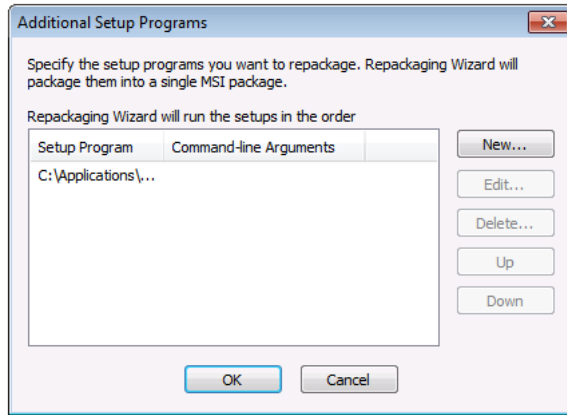 Additional Setup Programs
Specify the setup programs you want to repackage. Repackaging Wizard will
package them into a single MSI package.
Repackaging Wizard will run the setups in the order
Setup Program Command-line Arguments
C:\Applications\...
New...
Edit...
Delete...
Up
Down
OK Cancel